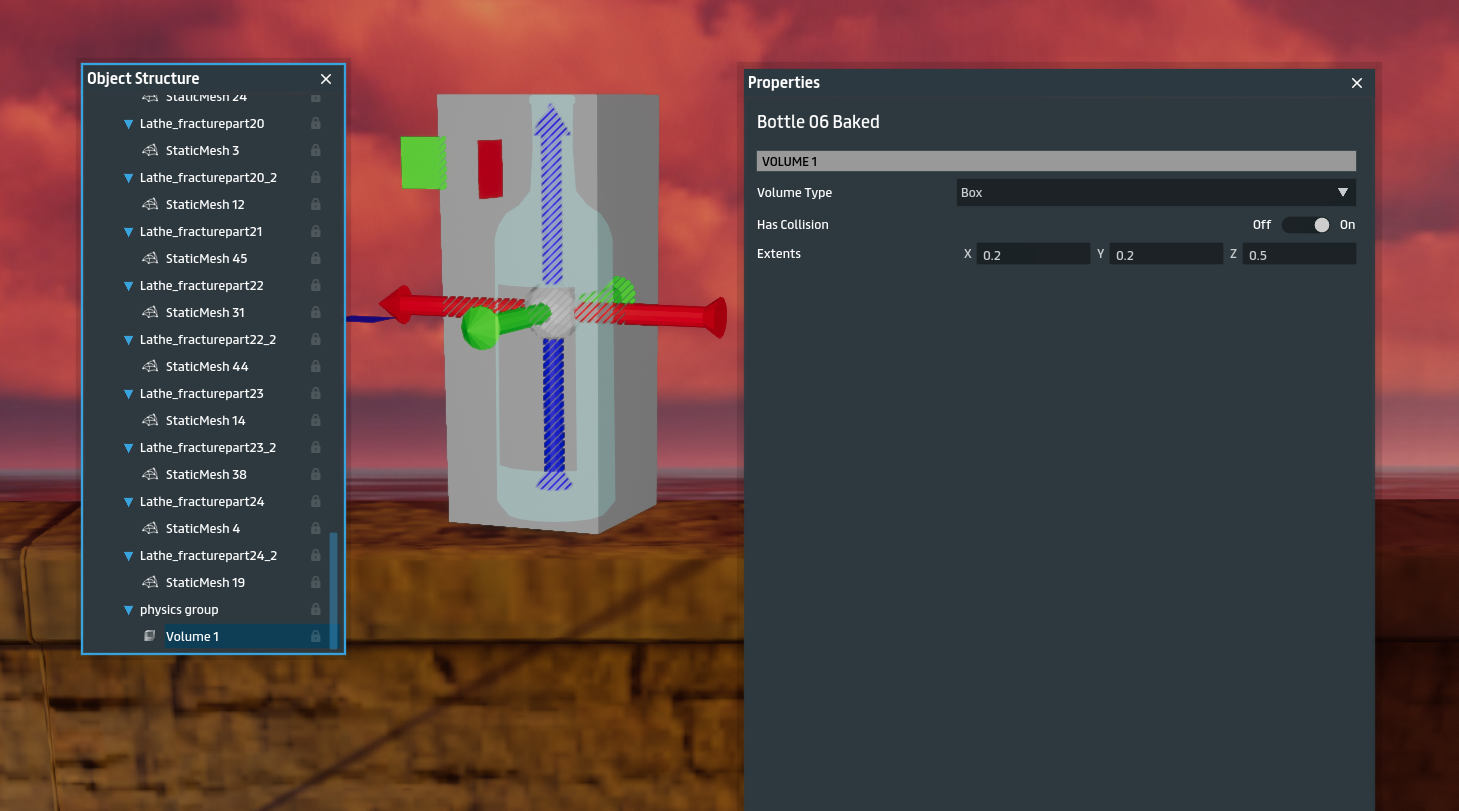 Object Structure
StaticMesh 24
Lathe_fracturepart20
StaticMesh 3
Lathe_fracturepart20_2
StaticMesh 12
Lathe_fracturepart21
StaticMesh 45
Lathe_fracturepart22
StaticMesh 31
Lathe_fracturepart22_2
StaticMesh 44
Lathe_fracturepart23
StaticMesh 14
Lathe_fracturepart23_2
StaticMesh 38
Lathe_fracturepart24
StaticMesh 4
Lathe_fracturepart24_2
StaticMesh 19
physics group
Volume 1
Properties
Bottle 06 Baked
VOLUME 1
Volume Type Box
Has Collision Off On
Extents X 0.2 Y 0.2 Z 0.5